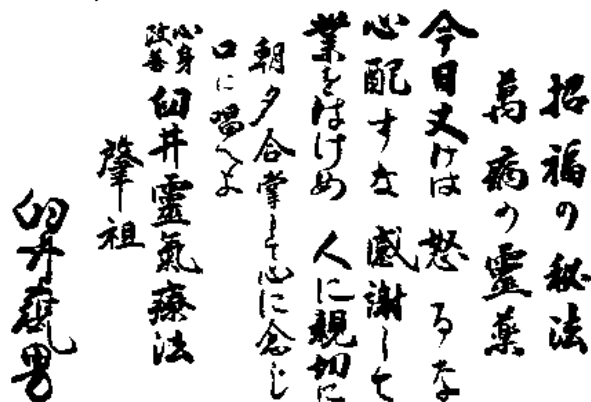 招福の秘法
萬病の霊薬
今日丈けは 怒るな
心配すな 感謝して
業をはけめ 人に親切に
朝夕合掌して心に念じ
口に唱へよ
心身
改善 臼井靈氣療法
肇祖
臼井甕男